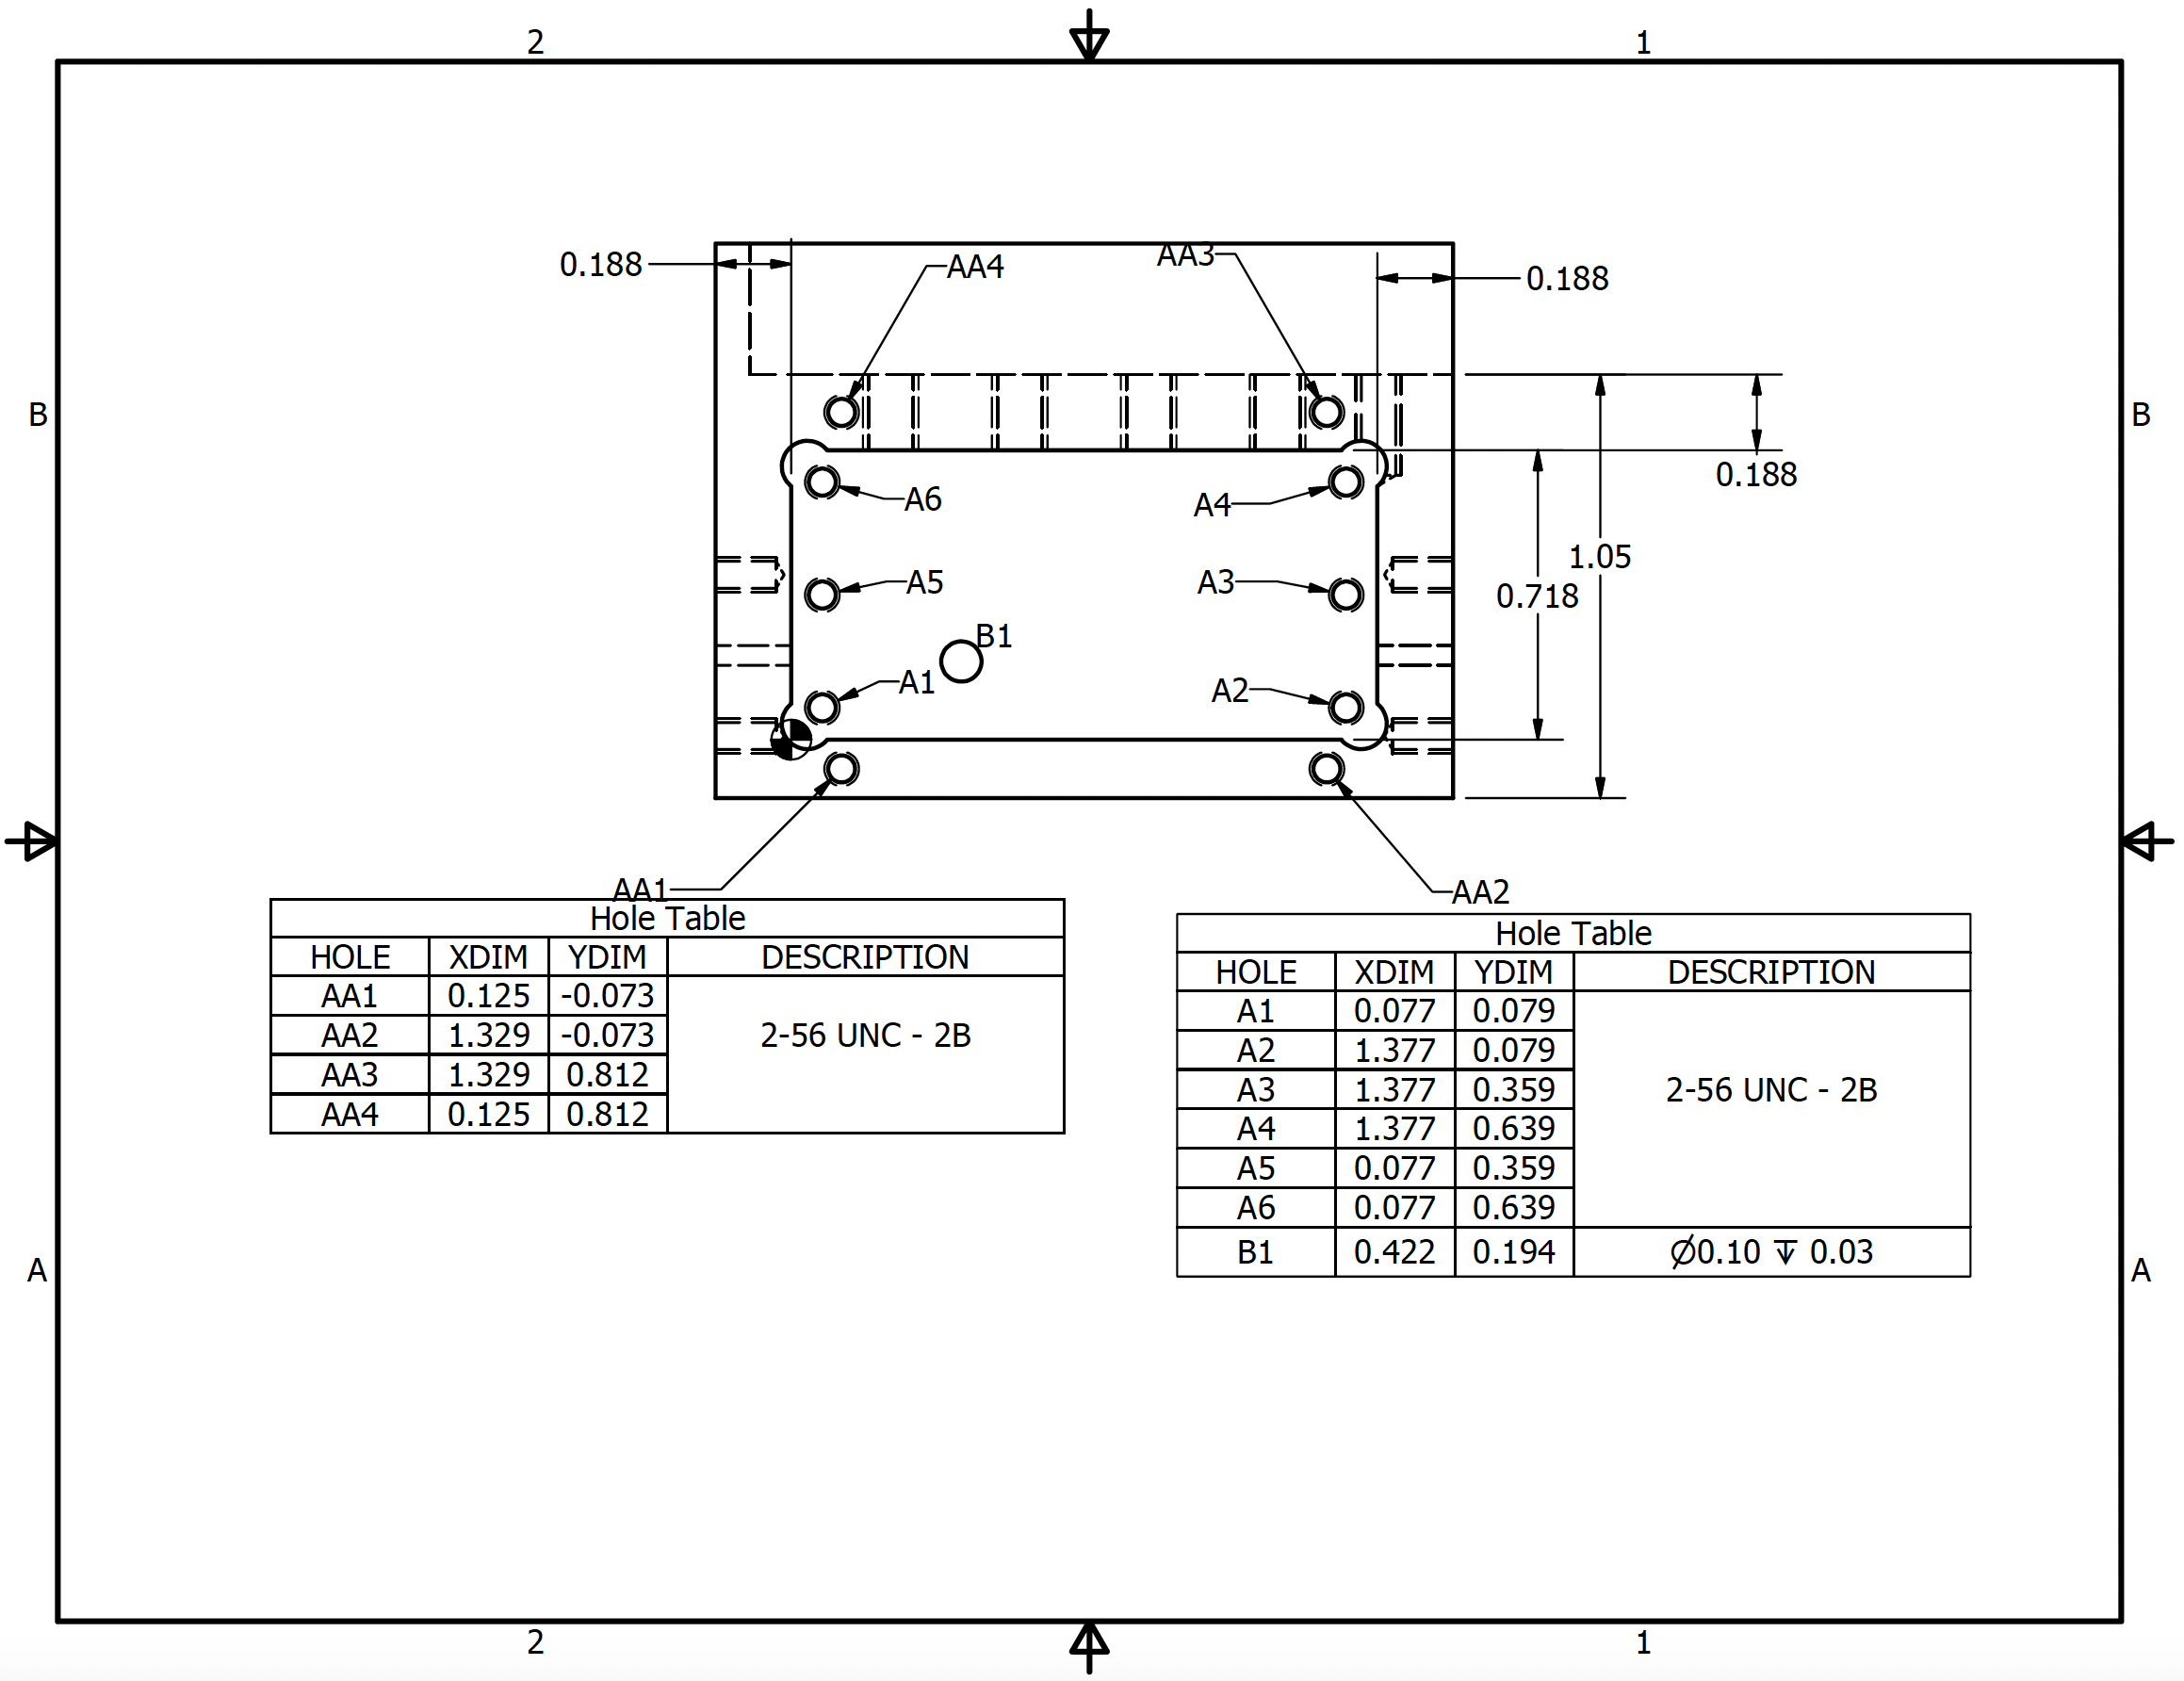 2 1
0.188 AA4 AA3 0.188
B B
A6 A4 0.188
1.05
A5 A3 0.718
B1
A1 A2
AA1 AA2
Hole Table
HOLE XDIM YDIM DESCRIPTION
AA1 0.125 -0.073
AA2 1.329 -0.073 2-56 UNC - 2B
AA3 1.329 0.812
AA4 0.125 0.812
Hole Table
HOLE XDIM YDIM DESCRIPTION
A1 0.077 0.079
A2 1.377 0.079
A3 1.377 0.359 2-56 UNC - 2B
A4 1.377 0.639
A5 0.077 0.359
A6 0.077 0.639
B1 0.422 0.194 ∅0.10 ↧ 0.03
A A
2 1